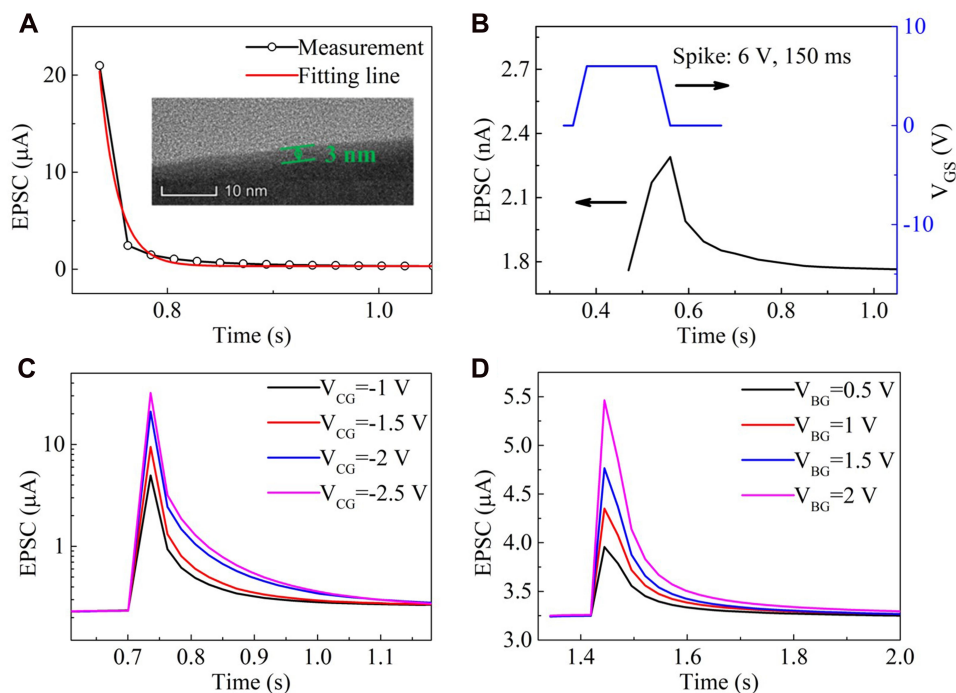 A
EPSC (μA)
20
10
0
0.8
1.0
Time (s)
Measurement
Fitting line
3 nm
10 nm
B
EPSC (nA)
2.7
2.4
2.1
1.8
0.4
0.6
0.8
1.0
Time (s)
Spike: 6 V, 150 ms
10
0
-10
V_GS (V)
C
EPSC (μA)
10
1
0.7
0.8
0.9
1.0
1.1
Time (s)
V_CG=-1 V
V_CG=-1.5 V
V_CG=-2 V
V_CG=-2.5 V
D
EPSC (μA)
5.5
5.0
4.5
4.0
3.5
3.0
1.4
1.6
1.8
2.0
Time (s)
V_BG=0.5 V
V_BG=1 V
V_BG=1.5 V
V_BG=2 V